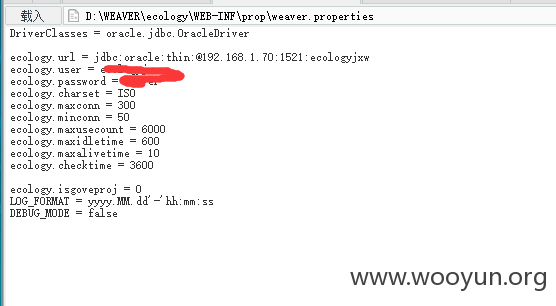 载入 D:\WEAVER\ecology\WEB-INF\prop\weaver.properties
DriverClasses = oracle.jdbc.OracleDriver
ecology.url = jdbc:oracle:thin:@192.168.1.70:1521:ecologyjxw
ecology.user =
ecology.password =
ecology.charset = ISO
ecology.maxconn = 300
ecology.minconn = 50
ecology.maxusecount = 6000
ecology.maxidletime = 600
ecology.maxalivetime = 10
ecology.checktime = 3600
ecology.isgoveproj = 0
LOG_FORMAT = yyyy.MM.dd'-'hh:mm:ss
DEBUG_MODE = false
www.wooyun.org